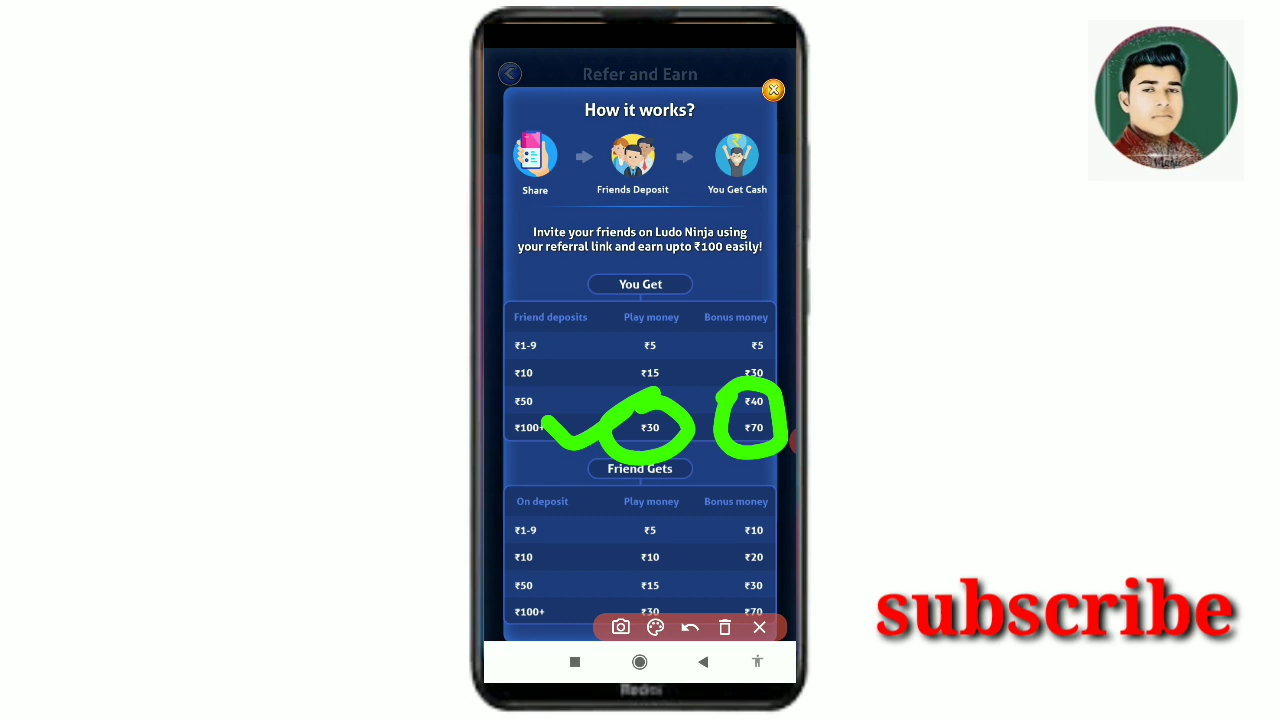 Refer and Earn
How it works?
Share
Friends Deposit
You Get Cash
Invite your friends on Ludo Ninja using
your referral link and earn upto ₹100 easily!
You Get
Friend deposits Play money Bonus money
₹1-9 ₹5 ₹5
₹10 ₹15 ₹30
₹50 ₹40
₹100+ ₹30 ₹70
Friend Gets
On deposit Play money Bonus money
₹1-9 ₹5 ₹10
₹10 ₹10 ₹20
₹50 ₹15 ₹30
₹100+ ₹30 ₹70
subscribe
Redmi